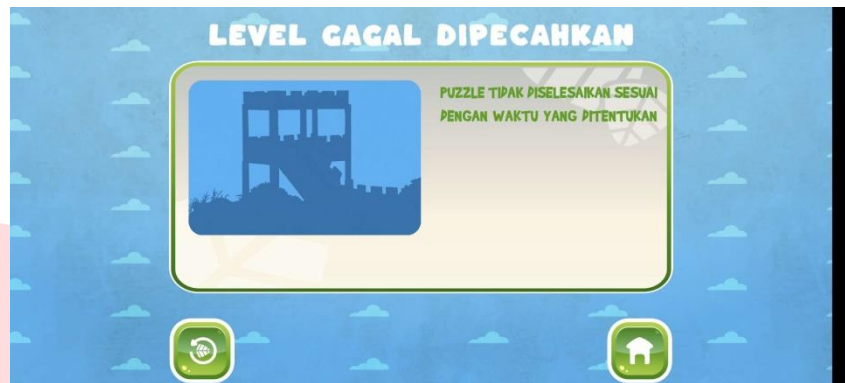 LEVEL GAGAL DIPECAHKAN
PUZZLE TIDAK DISELESAIKAN SESUAI
DENGAN WAKTU YANG DITENTUKAN